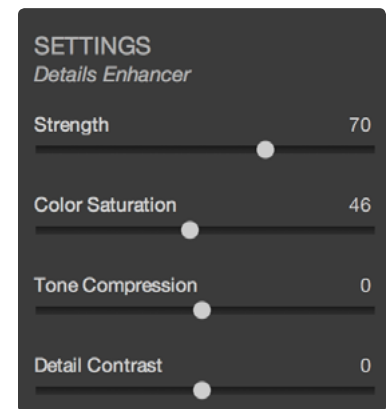 SETTINGS
Details Enhancer
Strength 70
Color Saturation 46
Tone Compression 0
Detail Contrast 0